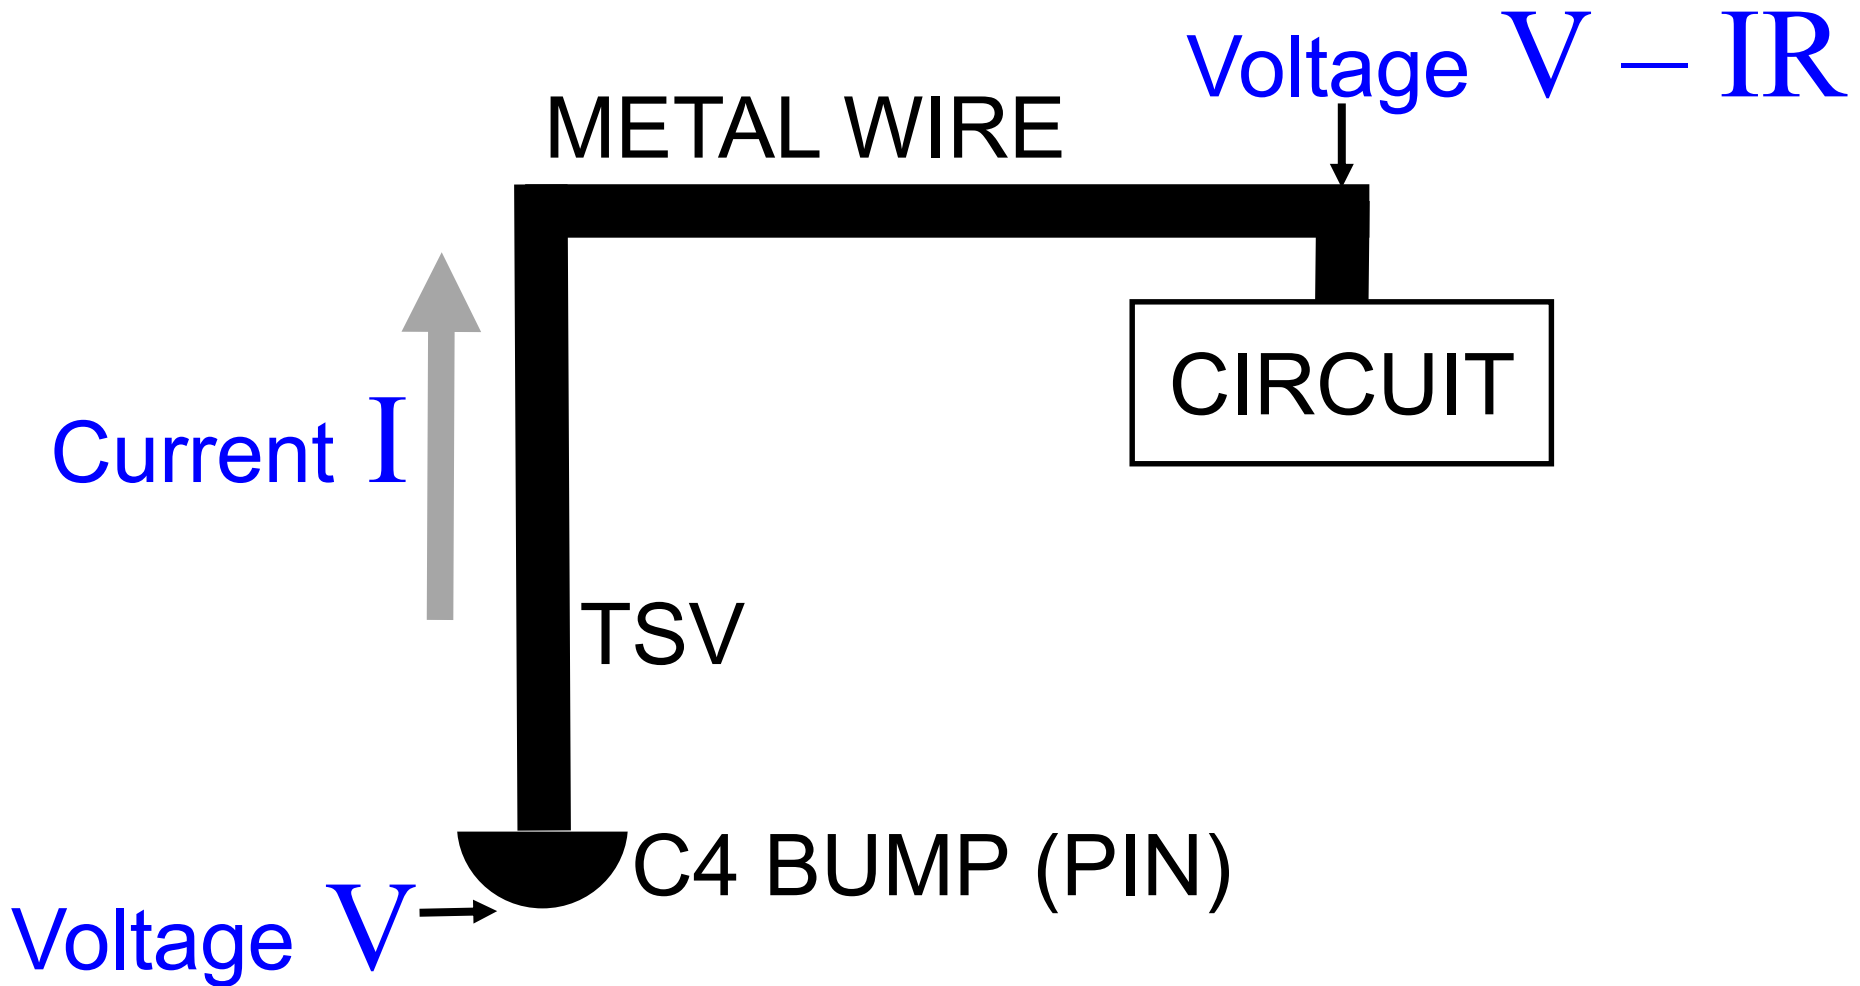 Voltage V – IR
METAL WIRE
CIRCUIT
Current I
TSV
C4 BUMP (PIN)
Voltage V